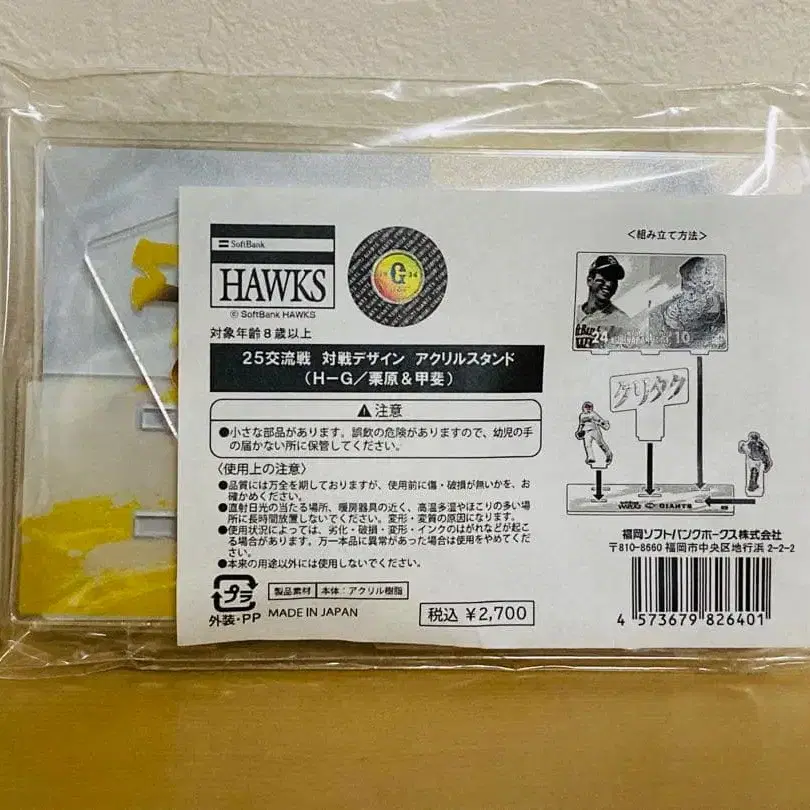 SoftBank
HAWKS
© SoftBank HAWKS
G
対象年齢8歳以上
25交流戦 対戦デザイン アクリルスタンド
(H－G／栗原＆甲斐)
⚠注意
●小さな部品があります。誤飲の危険がありますので、幼児の手
の届かない所に保管してください。
〈使用上の注意〉
●品質には万全を期しておりますが、使用前に傷・破損が無いかを、お
確かめください。
●直射日光の当たる場所、暖房器具の近く、高温多湿やほこりの多い場
所に長時間放置しないでください。変形・変質の原因になります。
●使用状況によっては、劣化・破損・変形・インクのはがれなどが起こ
る場合があります。万一本品に異常があった場合は使用をやめてくだ
さい。
●本来の用途以外には使用しないでください。
プラ
外装・PP
製品素材 本体：アクリル樹脂
MADE IN JAPAN
税込 ¥2,700
＜組み立て方法＞
24
10
GIANTS
福岡ソフトバンクホークス株式会社
〒810-8660 福岡市中央区地行浜 2-2-2
4 573679 826401